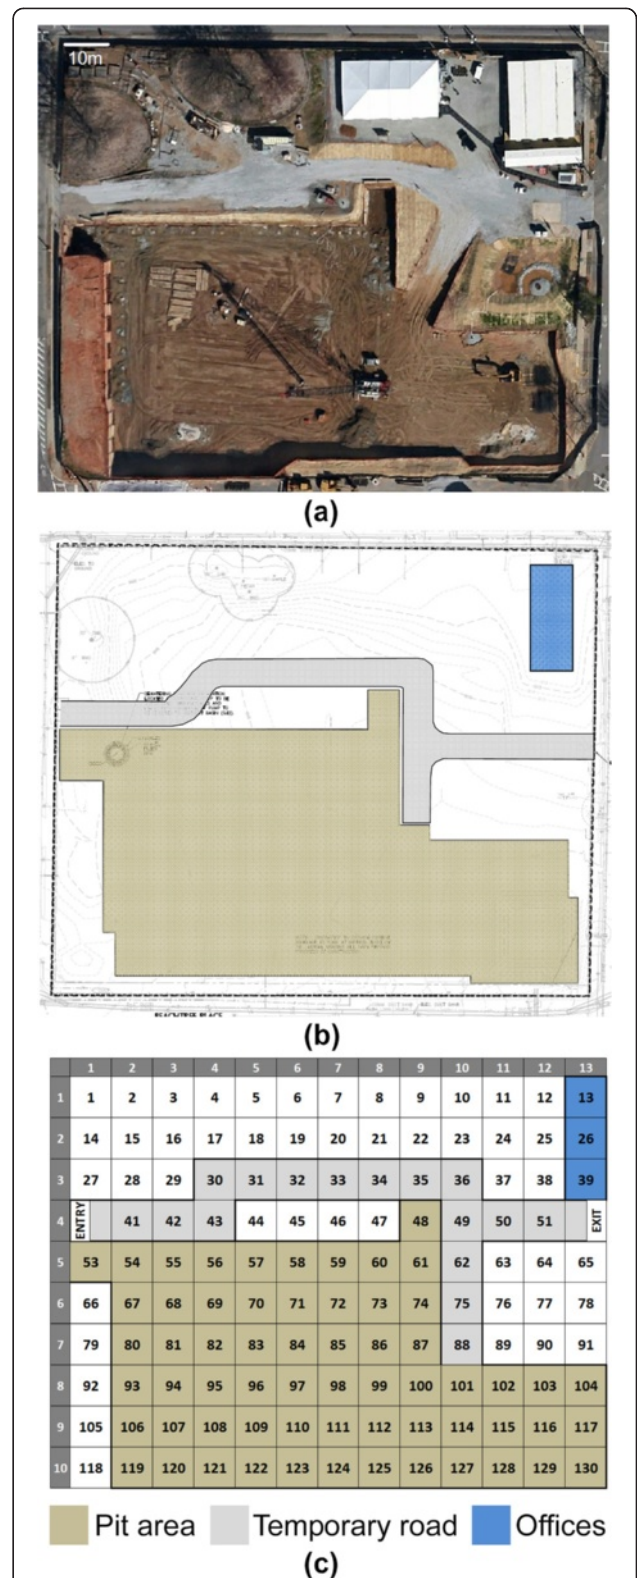 10m
(a)
(b)
1 2 3 4 5 6 7 8 9 10 11 12 13
1 1 2 3 4 5 6 7 8 9 10 11 12 13
2 14 15 16 17 18 19 20 21 22 23 24 25 26
3 27 28 29 30 31 32 33 34 35 36 37 38 39
4 ENTRY 41 42 43 44 45 46 47 48 49 50 51 EXIT
5 53 54 55 56 57 58 59 60 61 62 63 64 65
6 66 67 68 69 70 71 72 73 74 75 76 77 78
7 79 80 81 82 83 84 85 86 87 88 89 90 91
8 92 93 94 95 96 97 98 99 100 101 102 103 104
9 105 106 107 108 109 110 111 112 113 114 115 116 117
10 118 119 120 121 122 123 124 125 126 127 128 129 130
Pit area Temporary road Offices
(c)